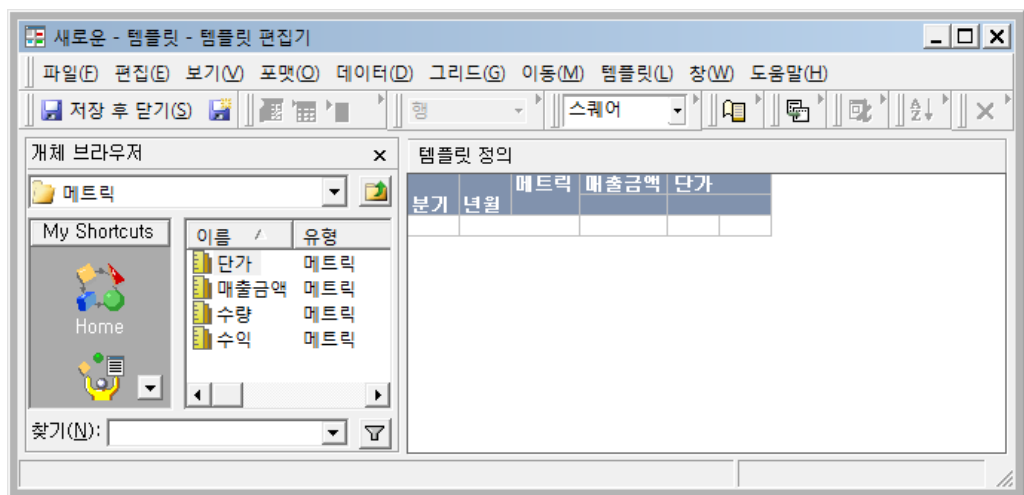 새로운 - 템플릿 - 템플릿 편집기
파일(F) 편집(E) 보기(V) 포맷(O) 데이터(D) 그리드(G) 이동(M) 템플릿(L) 창(W) 도움말(H)
저장 후 닫기(S) 행 스퀘어
개체 브라우저 x
템플릿 정의
메트릭
메트릭 매출금액 단가
분기 년월
My Shortcuts
이름 유형
단가 메트릭
매출금액 메트릭
수량 메트릭
수익 메트릭
Home
찾기(N):